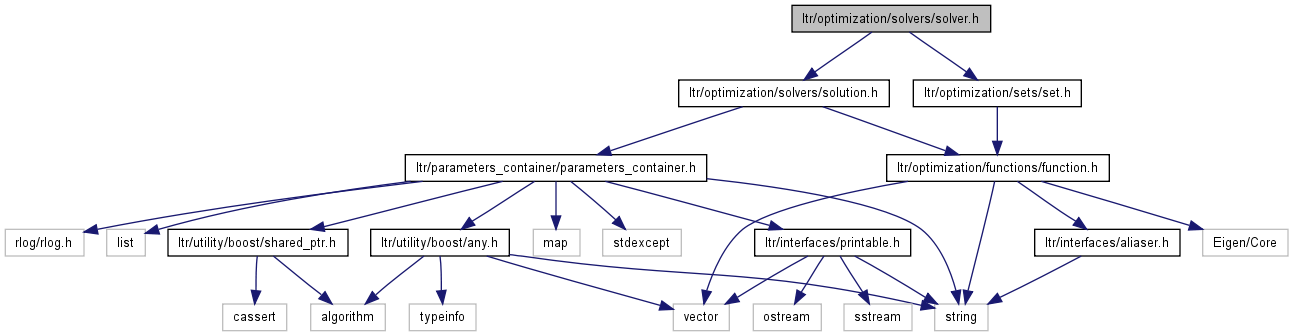 ltr/optimization/solvers/solver.h
ltr/optimization/solvers/solution.h
ltr/optimization/sets/set.h
ltr/parameters_container/parameters_container.h
ltr/optimization/functions/function.h
rlog/rlog.h
list
ltr/utility/boost/shared_ptr.h
ltr/utility/boost/any.h
map
stdexcept
ltr/interfaces/printable.h
ltr/interfaces/aliaser.h
Eigen/Core
cassert
algorithm
typeinfo
vector
ostream
sstream
string